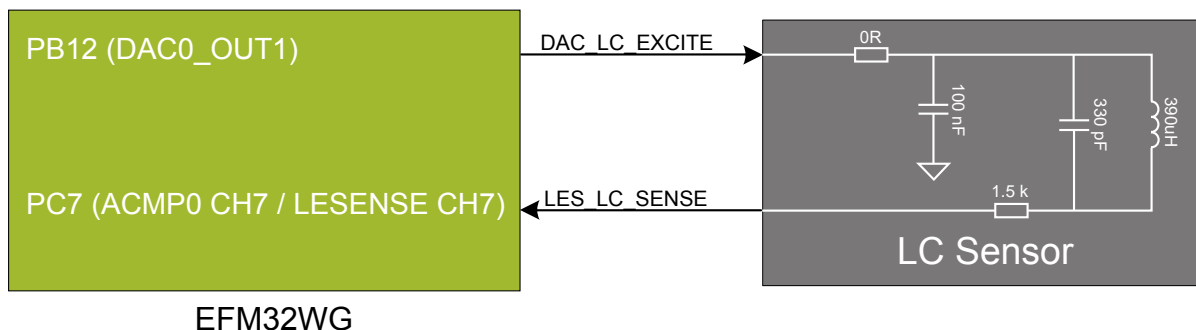 PB12 (DAC0_OUT1)
DAC_LC_EXCITE
0R
100 nF
330 pF
390uH
PC7 (ACMP0 CH7 / LESENSE CH7)
LES_LC_SENSE
1.5 k
LC Sensor
EFM32WG